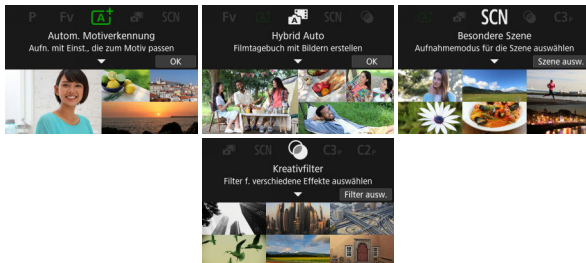 P Fv A+ SCN
Autom. Motiverkennung
Aufn. mit Einst., die zum Motiv passen
OK
Fv A+ SCN
Hybrid Auto
Filmtagebuch mit Bildern erstellen
OK
A+ SCN C3
Besondere Szene
Aufnahmemodus für die Szene auswählen
Szene ausw.
SCN C3 C2
Kreativfilter
Filter f. verschiedene Effekte auswählen
Filter ausw.